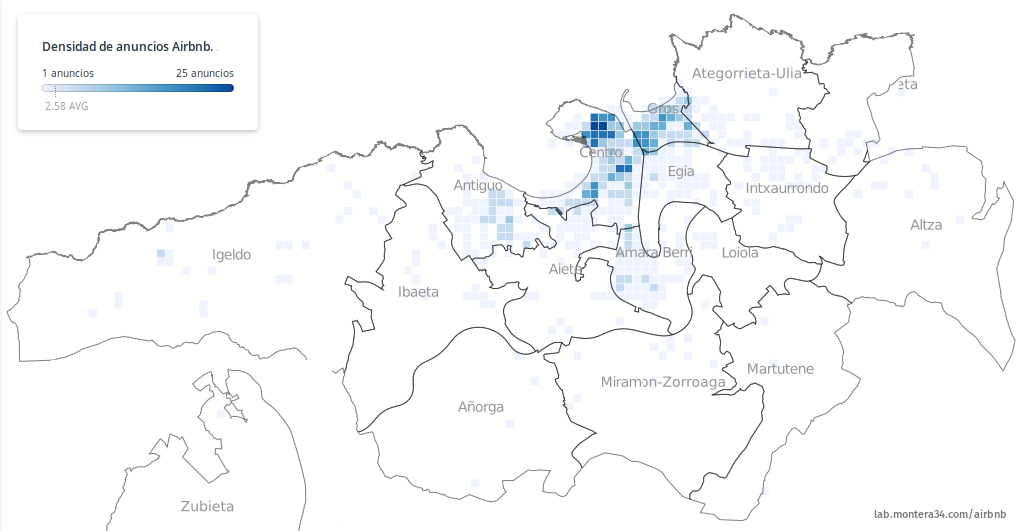 Densidad de anuncios Airbnb.
1 anuncios 25 anuncios
2.58 AVG
Ategorrieta-Ulia
eta
Gros
Centro
Egia
Antiguo
Intxaurrondo
Altza
Igeldo
Amara Berri
Loiola
Aiete
Ibaeta
Martutene
Miramon-Zorroaga
Añorga
Zubieta
lab.montera34.com/airbnb